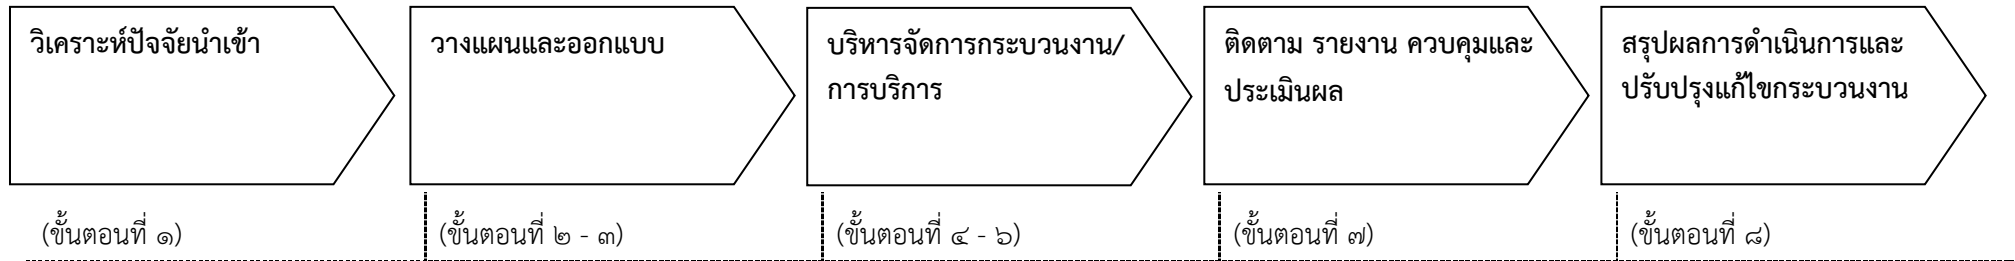 วิเคราะห์ปัจจัยนำเข้า
(ขั้นตอนที่ ๑)
วางแผนและออกแบบ
(ขั้นตอนที่ ๒ - ๓)
บริหารจัดการกระบวนงาน/
การบริการ
(ขั้นตอนที่ ๔ - ๖)
ติดตาม รายงาน ควบคุมและ
ประเมินผล
(ขั้นตอนที่ ๗)
สรุปผลการดำเนินการและ
ปรับปรุงแก้ไขกระบวนงาน
(ขั้นตอนที่ ๘)